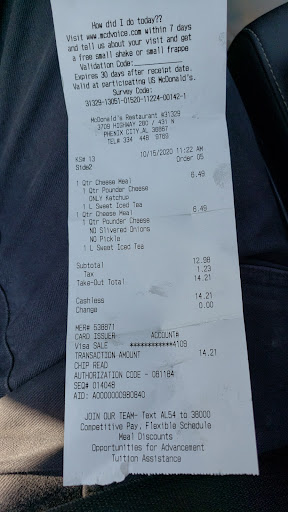 How did I do today??
Visit www.mcdvoice.com within 7 days
and tell us about your visit and get
a free small shake or small frappe
Validation Code:
Expires 30 days after receipt date.
Valid at participating US McDonald's.
Survey Code:
31329-13051-01520-11224-00142-1
McDonald's Restaurant #31329
3709 HIGHWAY 280 / 431 N
PHENIX CITY, AL 36867
TEL# 334 448 9769
KS# 13 10/15/2020 11:22 AM
Side2 Order 05
1 Qtr Cheese Meal 6.49
1 Qtr Pounder Cheese
ONLY Ketchup
1 L Sweet Iced Tea
1 Qtr Cheese Meal 6.49
1 Qtr Pounder Cheese
NO Slivered Onions
NO Pickle
1 L Sweet Iced Tea
Subtotal 12.98
Tax 1.23
Take-Out Total 14.21
Cashless 14.21
Change 0.00
MER# 538871
CARD ISSUER ACCOUNT#
Visa SALE ************4109
TRANSACTION AMOUNT 14.21
CHIP READ
AUTHORIZATION CODE - 061184
SEQ# 014048
AID: A0000000980840
JOIN OUR TEAM- Text AL54 to 36000
Competitive Pay, Flexible Schedule
Meal Discounts
Opportunities for Advancement
Tuition Assistance